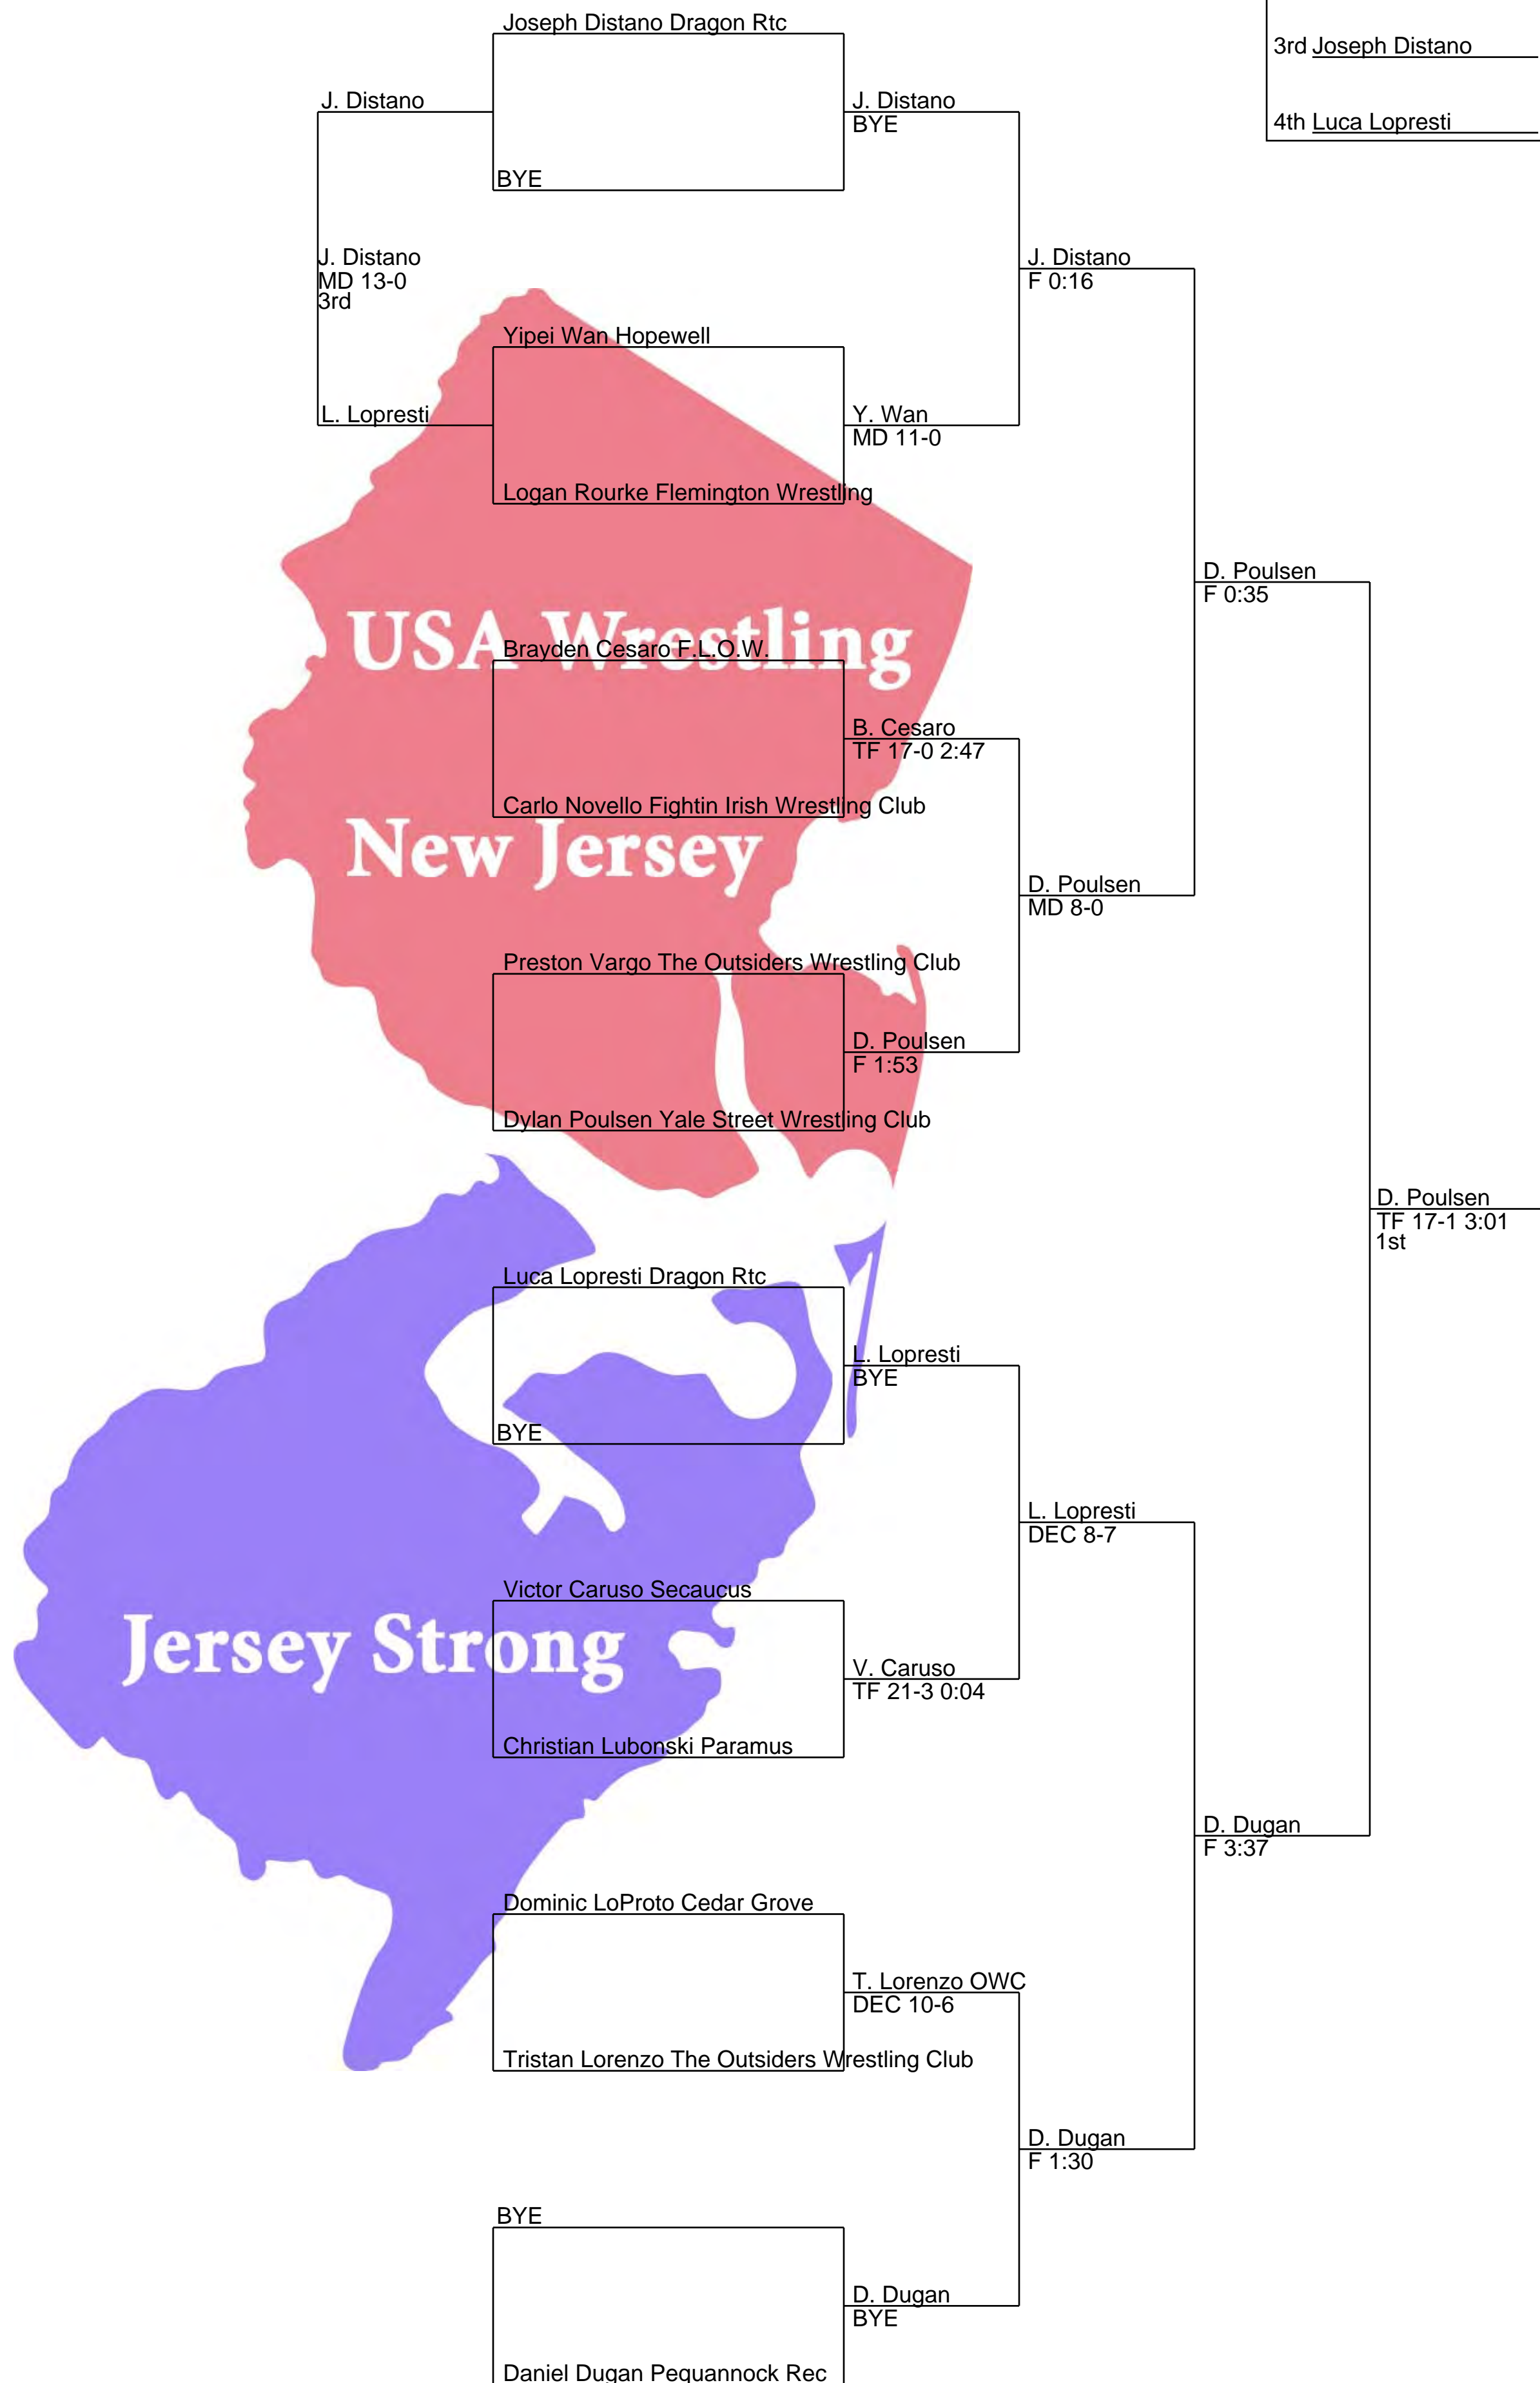 Joseph Distano Dragon Rtc
3rd Joseph Distano
J. Distano
J. Distano
BYE
4th Luca Lopresti
BYE
J. Distano
MD 13-0
3rd
J. Distano
F 0:16
Yipei Wan Hopewell
L. Lopresti
Y. Wan
MD 11-0
Logan Rourke Flemington Wrestling
D. Poulsen
F 0:35
USA Wrestling
Brayden Cesaro F.L.O.W.
B. Cesaro
TF 17-0 2:47
Carlo Novello Fightin Irish Wrestling Club
New Jersey
D. Poulsen
MD 8-0
Preston Vargo The Outsiders Wrestling Club
D. Poulsen
F 1:53
Dylan Poulsen Yale Street Wrestling Club
D. Poulsen
TF 17-1 3:01
1st
Luca Lopresti Dragon Rtc
L. Lopresti
BYE
BYE
L. Lopresti
DEC 8-7
Victor Caruso Secaucus
Jersey Strong
V. Caruso
TF 21-3 0:04
Christian Lubonski Paramus
D. Dugan
F 3:37
Dominic LoProto Cedar Grove
T. Lorenzo OWC
DEC 10-6
Tristan Lorenzo The Outsiders Wrestling Club
D. Dugan
F 1:30
BYE
D. Dugan
BYE
Daniel Dugan Pequannock Rec